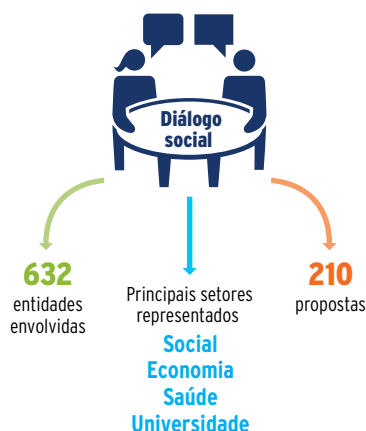 Diálogo
social
632
entidades
envolvidas
Principais setores
representados
Social
Economia
Saúde
Universidade
210
propostas